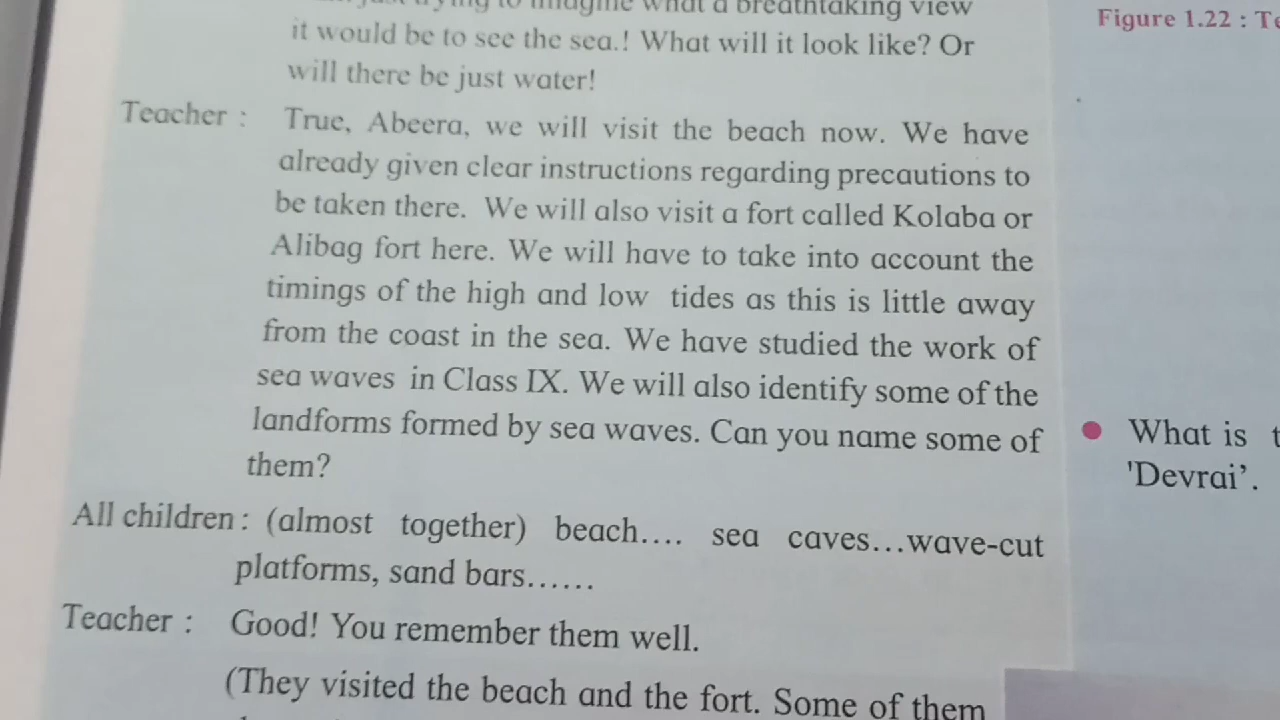 just trying to imagine what a breathtaking view
it would be to see the sea.! What will it look like? Or
will there be just water!
Teacher : True, Abeera, we will visit the beach now. We have
already given clear instructions regarding precautions to
be taken there. We will also visit a fort called Kolaba or
Alibag fort here. We will have to take into account the
timings of the high and low tides as this is little away
from the coast in the sea. We have studied the work of
sea waves in Class IX. We will also identify some of the
landforms formed by sea waves. Can you name some of
them?
All children : (almost together) beach.... sea caves...wave-cut
platforms, sand bars......
Teacher : Good! You remember them well.
(They visited the beach and the fort. Some of them
Figure 1.22 :
● What is
'Devrai’.